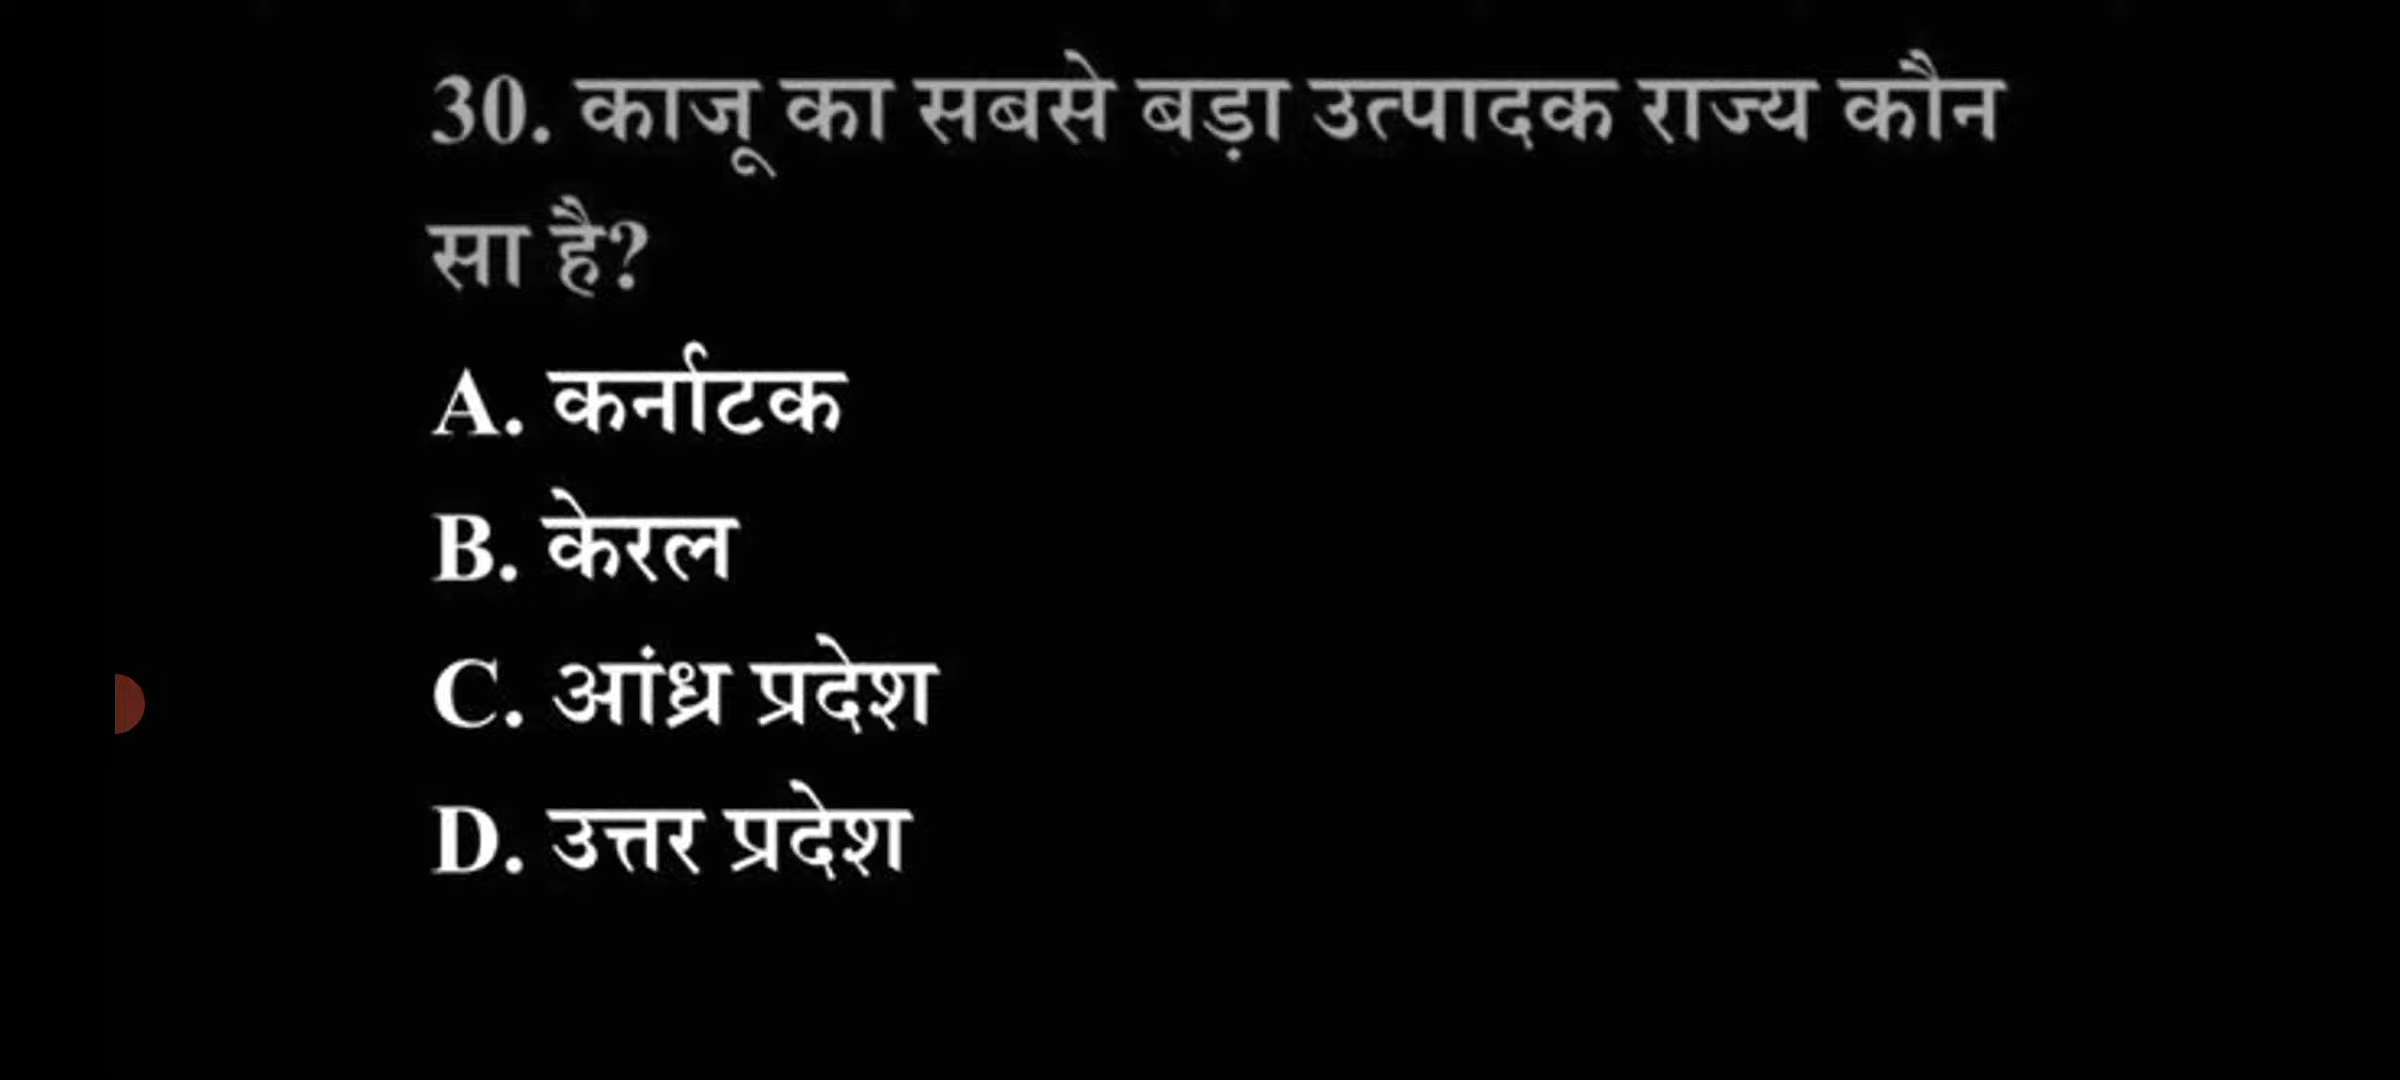 30. काजू का सबसे बड़ा उत्पादक राज्य कौन
सा है?
A. कर्नाटक
B. केरल
C. आंध्र प्रदेश
D. उत्तर प्रदेश